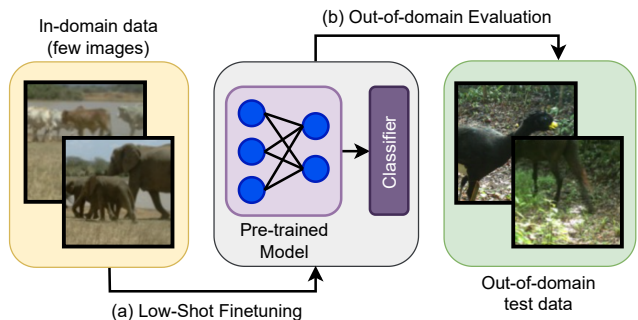 (b) Out-of-domain Evaluation
In-domain data
(few images)
Classifier
Pre-trained
Model
Out-of-domain
test data
(a) Low-Shot Finetuning